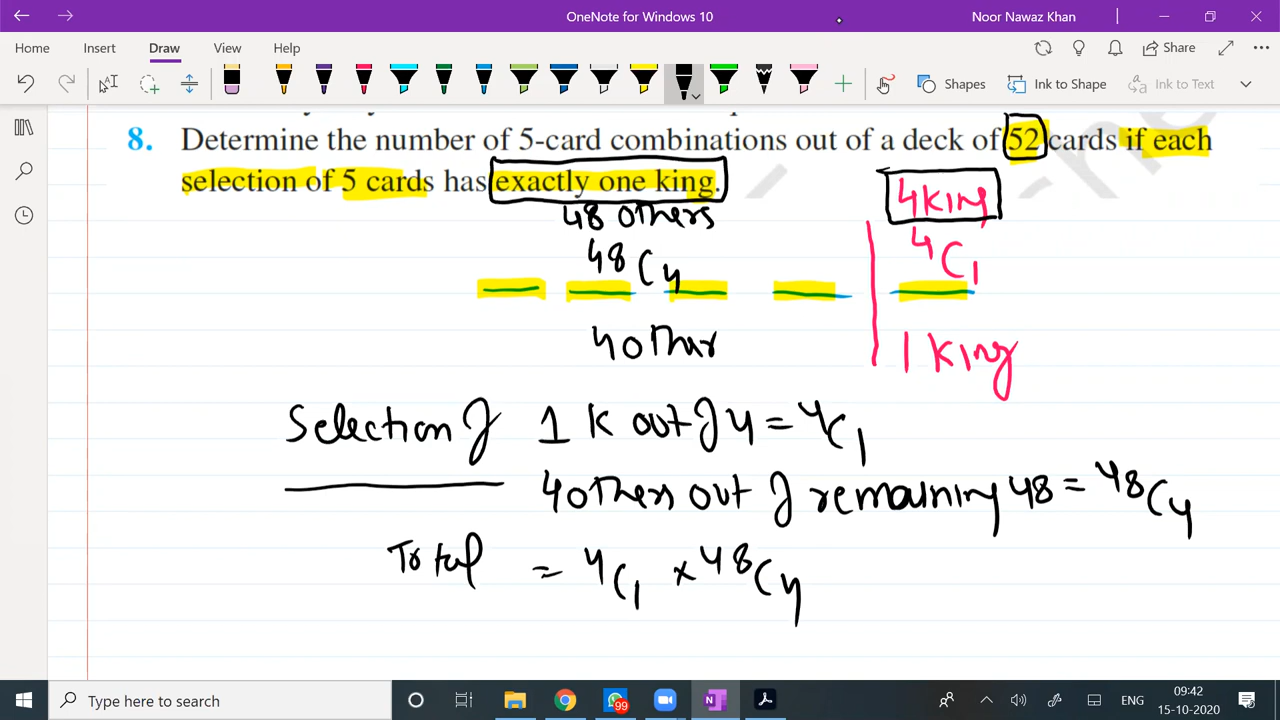 OneNote for Windows 10
Noor Nawaz Khan
Home Insert Draw View Help
Share
Shapes
Ink to Shape
Ink to Text
8. Determine the number of 5-card combinations out of a deck of 52 cards if each
selection of 5 cards has exactly one king.
48 others
4 King
48C4
4C1
4 other
1 King
Selection of 1 K out of 4 = 4C1
4 others out of remaining 48 = 48C4
Total = 4C1 × 48C4
Type here to search
99
ENG
09:42
15-10-2020